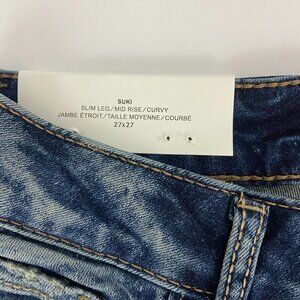 SUKI
SLIM LEG/MID RISE/CURVY
JAMBE ÉTROIT/TAILLE MOYENNE/COURBÉ
27x27